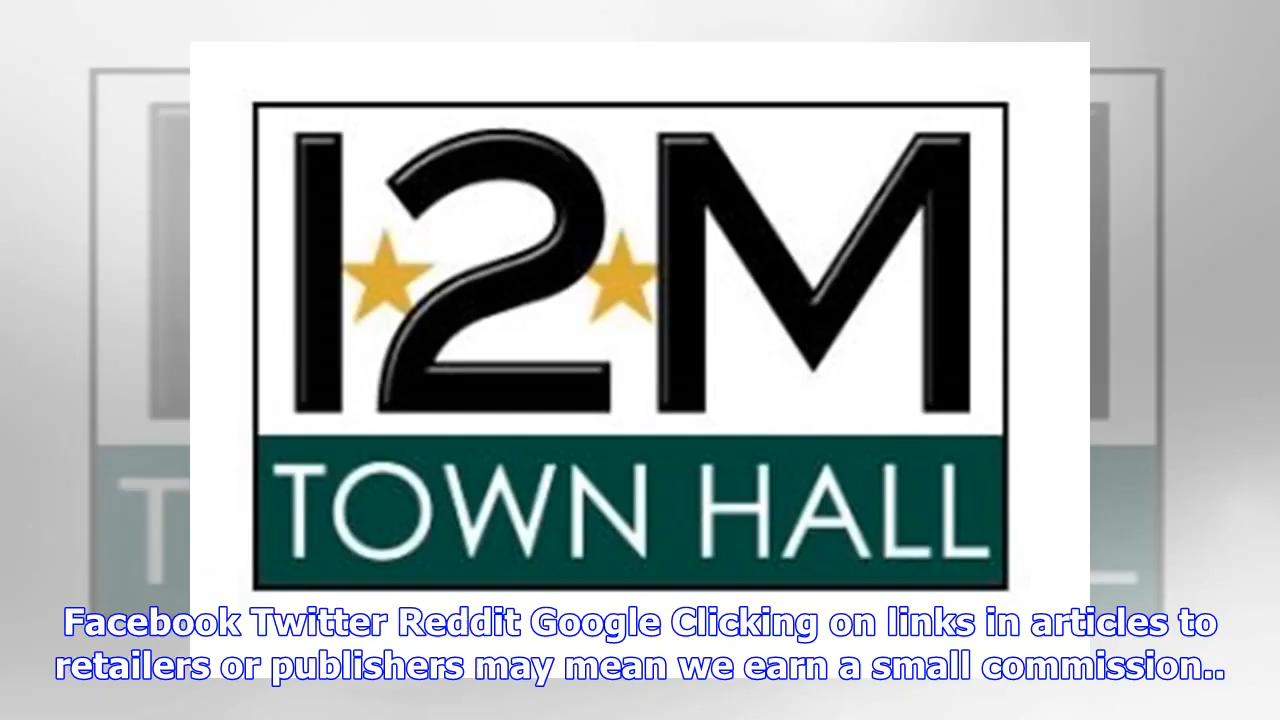 12M
TOWN HALL
Facebook Twitter Reddit Google Clicking on links in articles to
retailers or publishers may mean we earn a small commission..